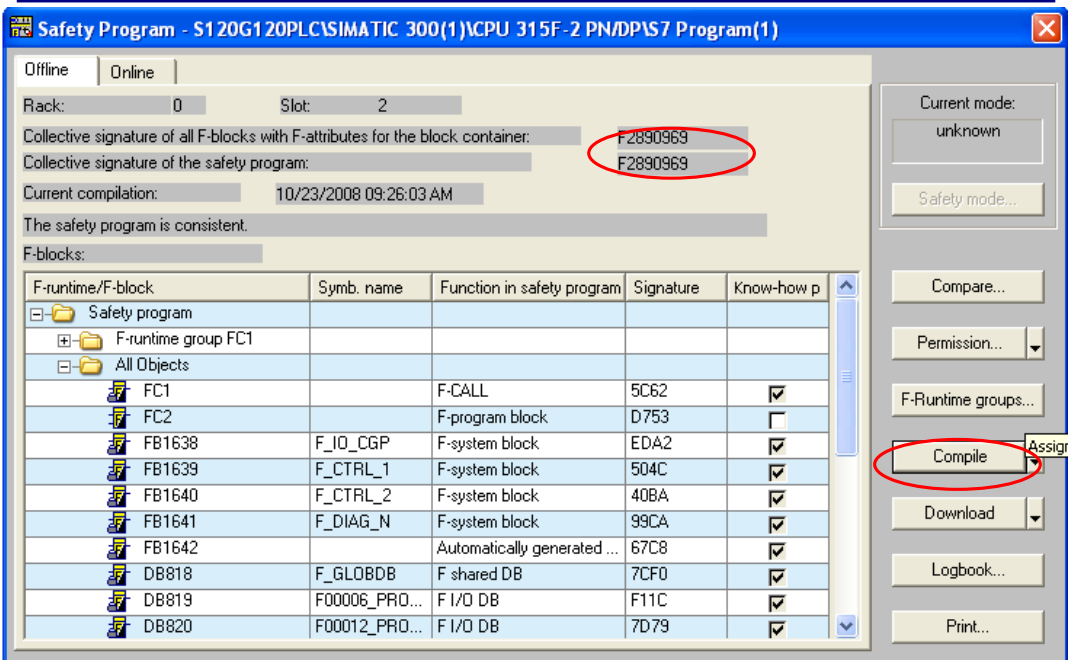 Safety Program - S120G120PLC\SIMATIC 300(1)\CPU 315F-2 PN/DP\S7 Program(1)
Offline Online
Rack: 0 Slot: 2
Collective signature of all F-blocks with F-attributes for the block container: F2890969
Collective signature of the safety program: F2890969
Current compilation: 10/23/2008 09:26:03 AM
The safety program is consistent.
F-blocks:
F-runtime/F-block Symb. name Function in safety program Signature Know-how p
Safety program
F-runtime group FC1
All Objects
FC1 F-CALL 5C62
FC2 F-program block D753
FB1638 F_IO_CGP F-system block EDA2
FB1639 F_CTRL_1 F-system block 504C
FB1640 F_CTRL_2 F-system block 40BA
FB1641 F_DIAG_N F-system block 99CA
FB1642 Automatically generated ... 67C8
DB818 F_GLOBDB F shared DB 7CF0
DB819 F00006_PRO... F I/O DB F11C
DB820 F00012_PRO... F I/O DB 7D79
Current mode:
unknown
Safety mode...
Compare...
Permission...
F-Runtime groups...
Assign
Compile
Download
Logbook...
Print...